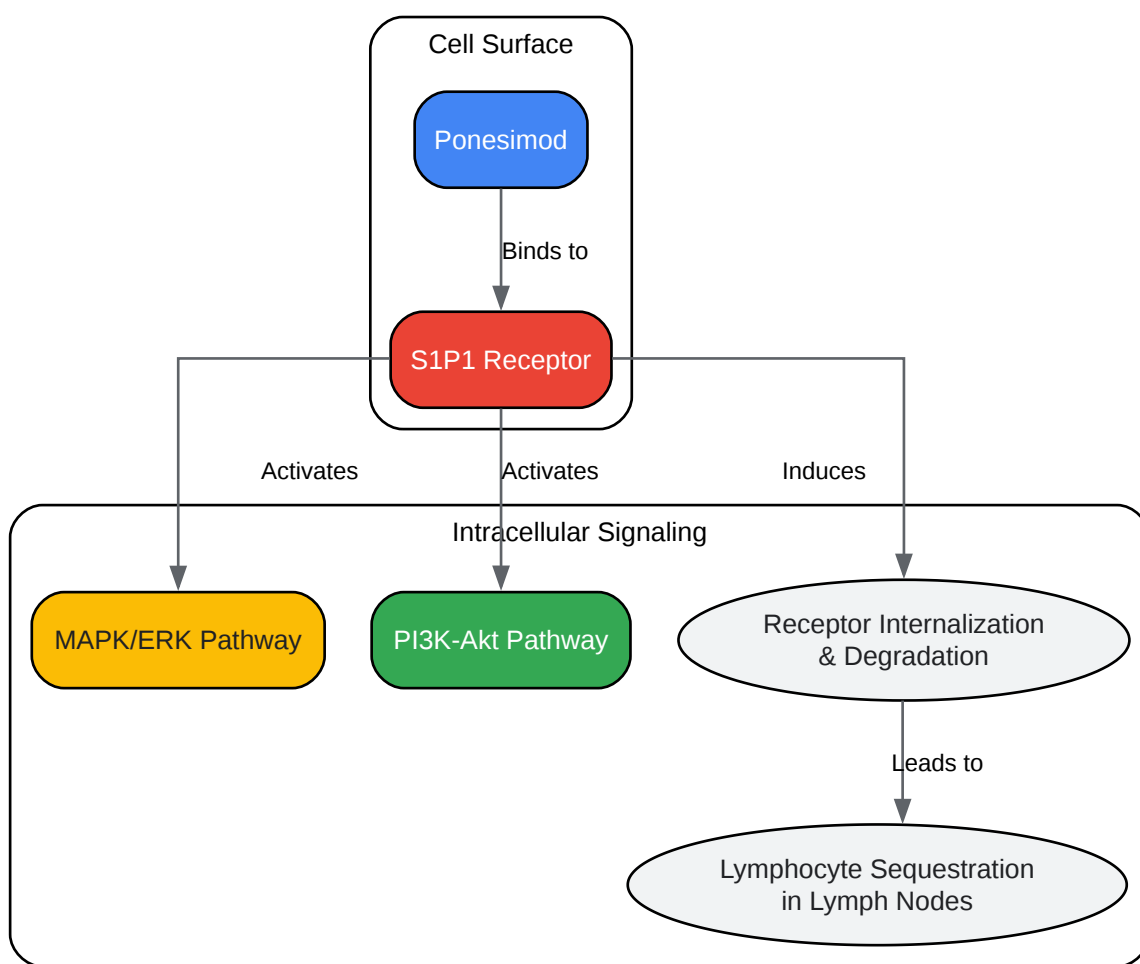 Cell Surface
Ponesimod
Binds to
S1P1 Receptor
Activates
Activates
Induces
Intracellular Signaling
MAPK/ERK Pathway
PI3K-Akt Pathway
Receptor Internalization
& Degradation
Leads to
Lymphocyte Sequestration
in Lymph Nodes